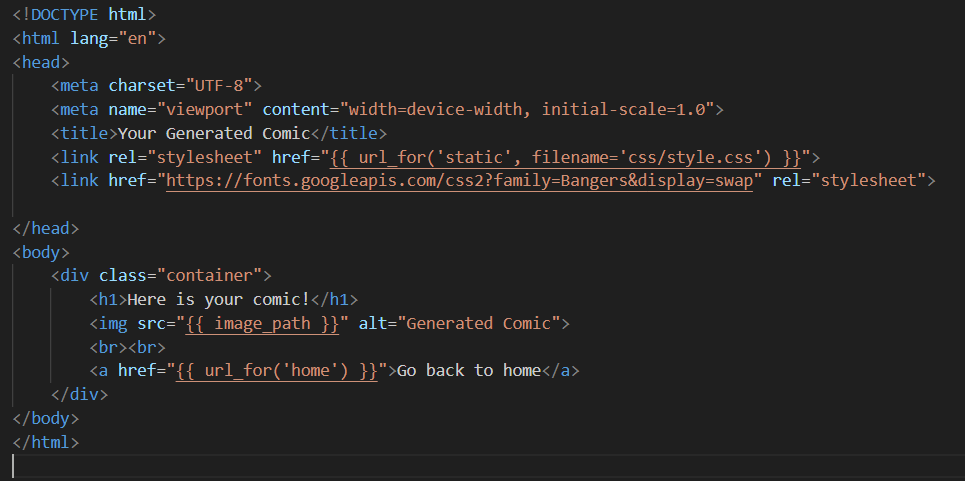 <!DOCTYPE html>
<html lang="en">
<head>
    <meta charset="UTF-8">
    <meta name="viewport" content="width=device-width, initial-scale=1.0">
    <title>Your Generated Comic</title>
    <link rel="stylesheet" href="{{ url_for('static', filename='css/style.css') }}">
    <link href="https://fonts.googleapis.com/css2?family=Bangers&display=swap" rel="stylesheet">

</head>
<body>
    <div class="container">
        <h1>Here is your comic!</h1>
        <img src="{{ image_path }}" alt="Generated Comic">
        <br><br>
        <a href="{{ url_for('home') }}">Go back to home</a>
    </div>
</body>
</html>